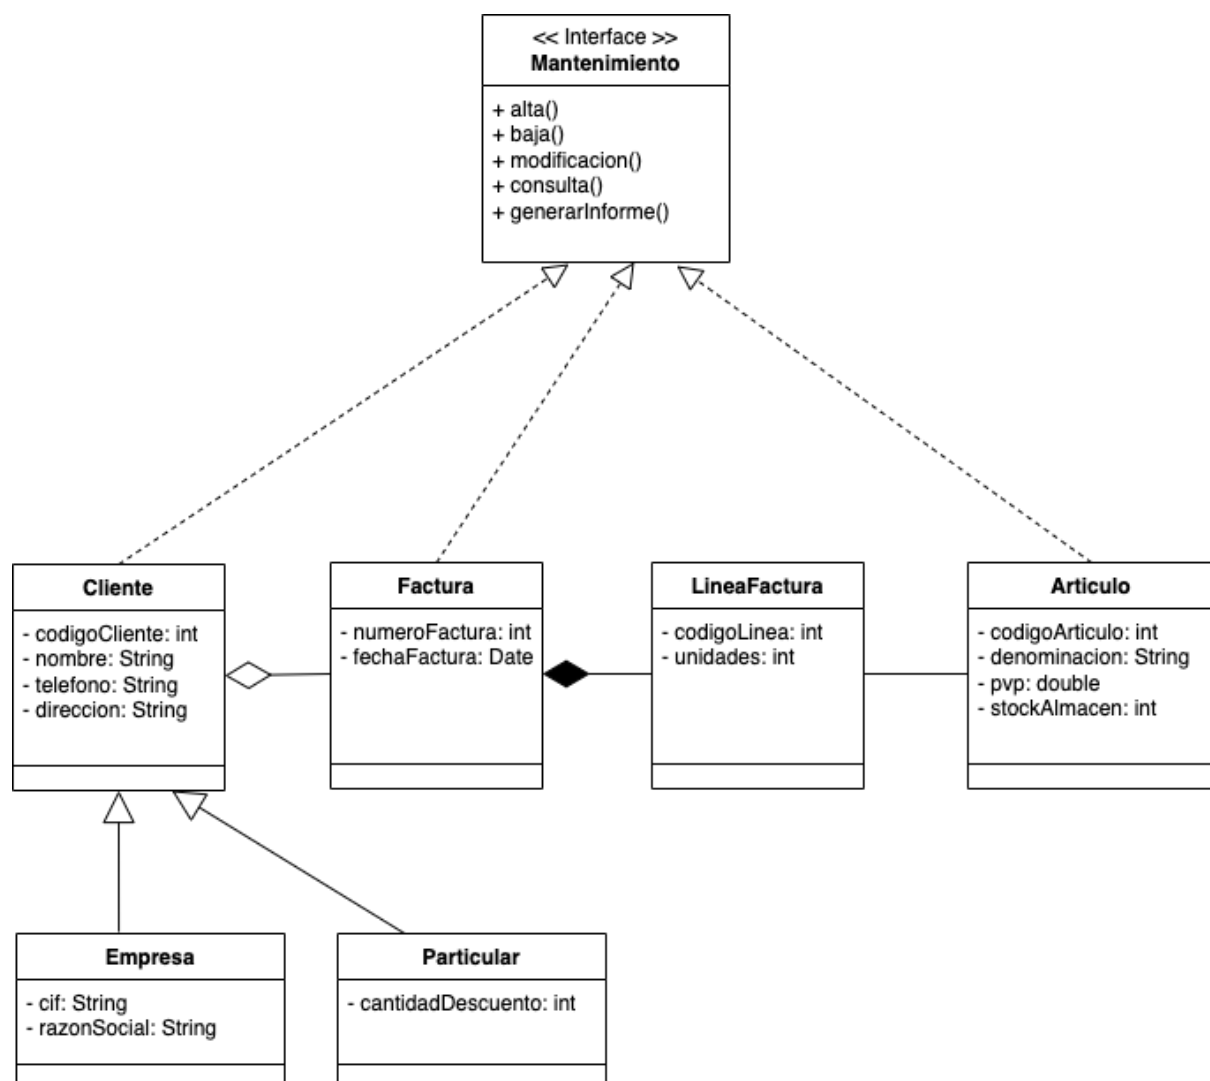 << Interface >>
Mantenimiento
+ alta()
+ baja()
+ modificacion()
+ consulta()
+ generarInforme()
Cliente
- codigoCliente: int
- nombre: String
- telefono: String
- direccion: String
Factura
- numeroFactura: int
- fechaFactura: Date
LineaFactura
- codigoLinea: int
- unidades: int
Articulo
- codigoArticulo: int
- denominacion: String
- pvp: double
- stockAlmacen: int
Empresa
- cif: String
- razonSocial: String
Particular
- cantidadDescuento: int